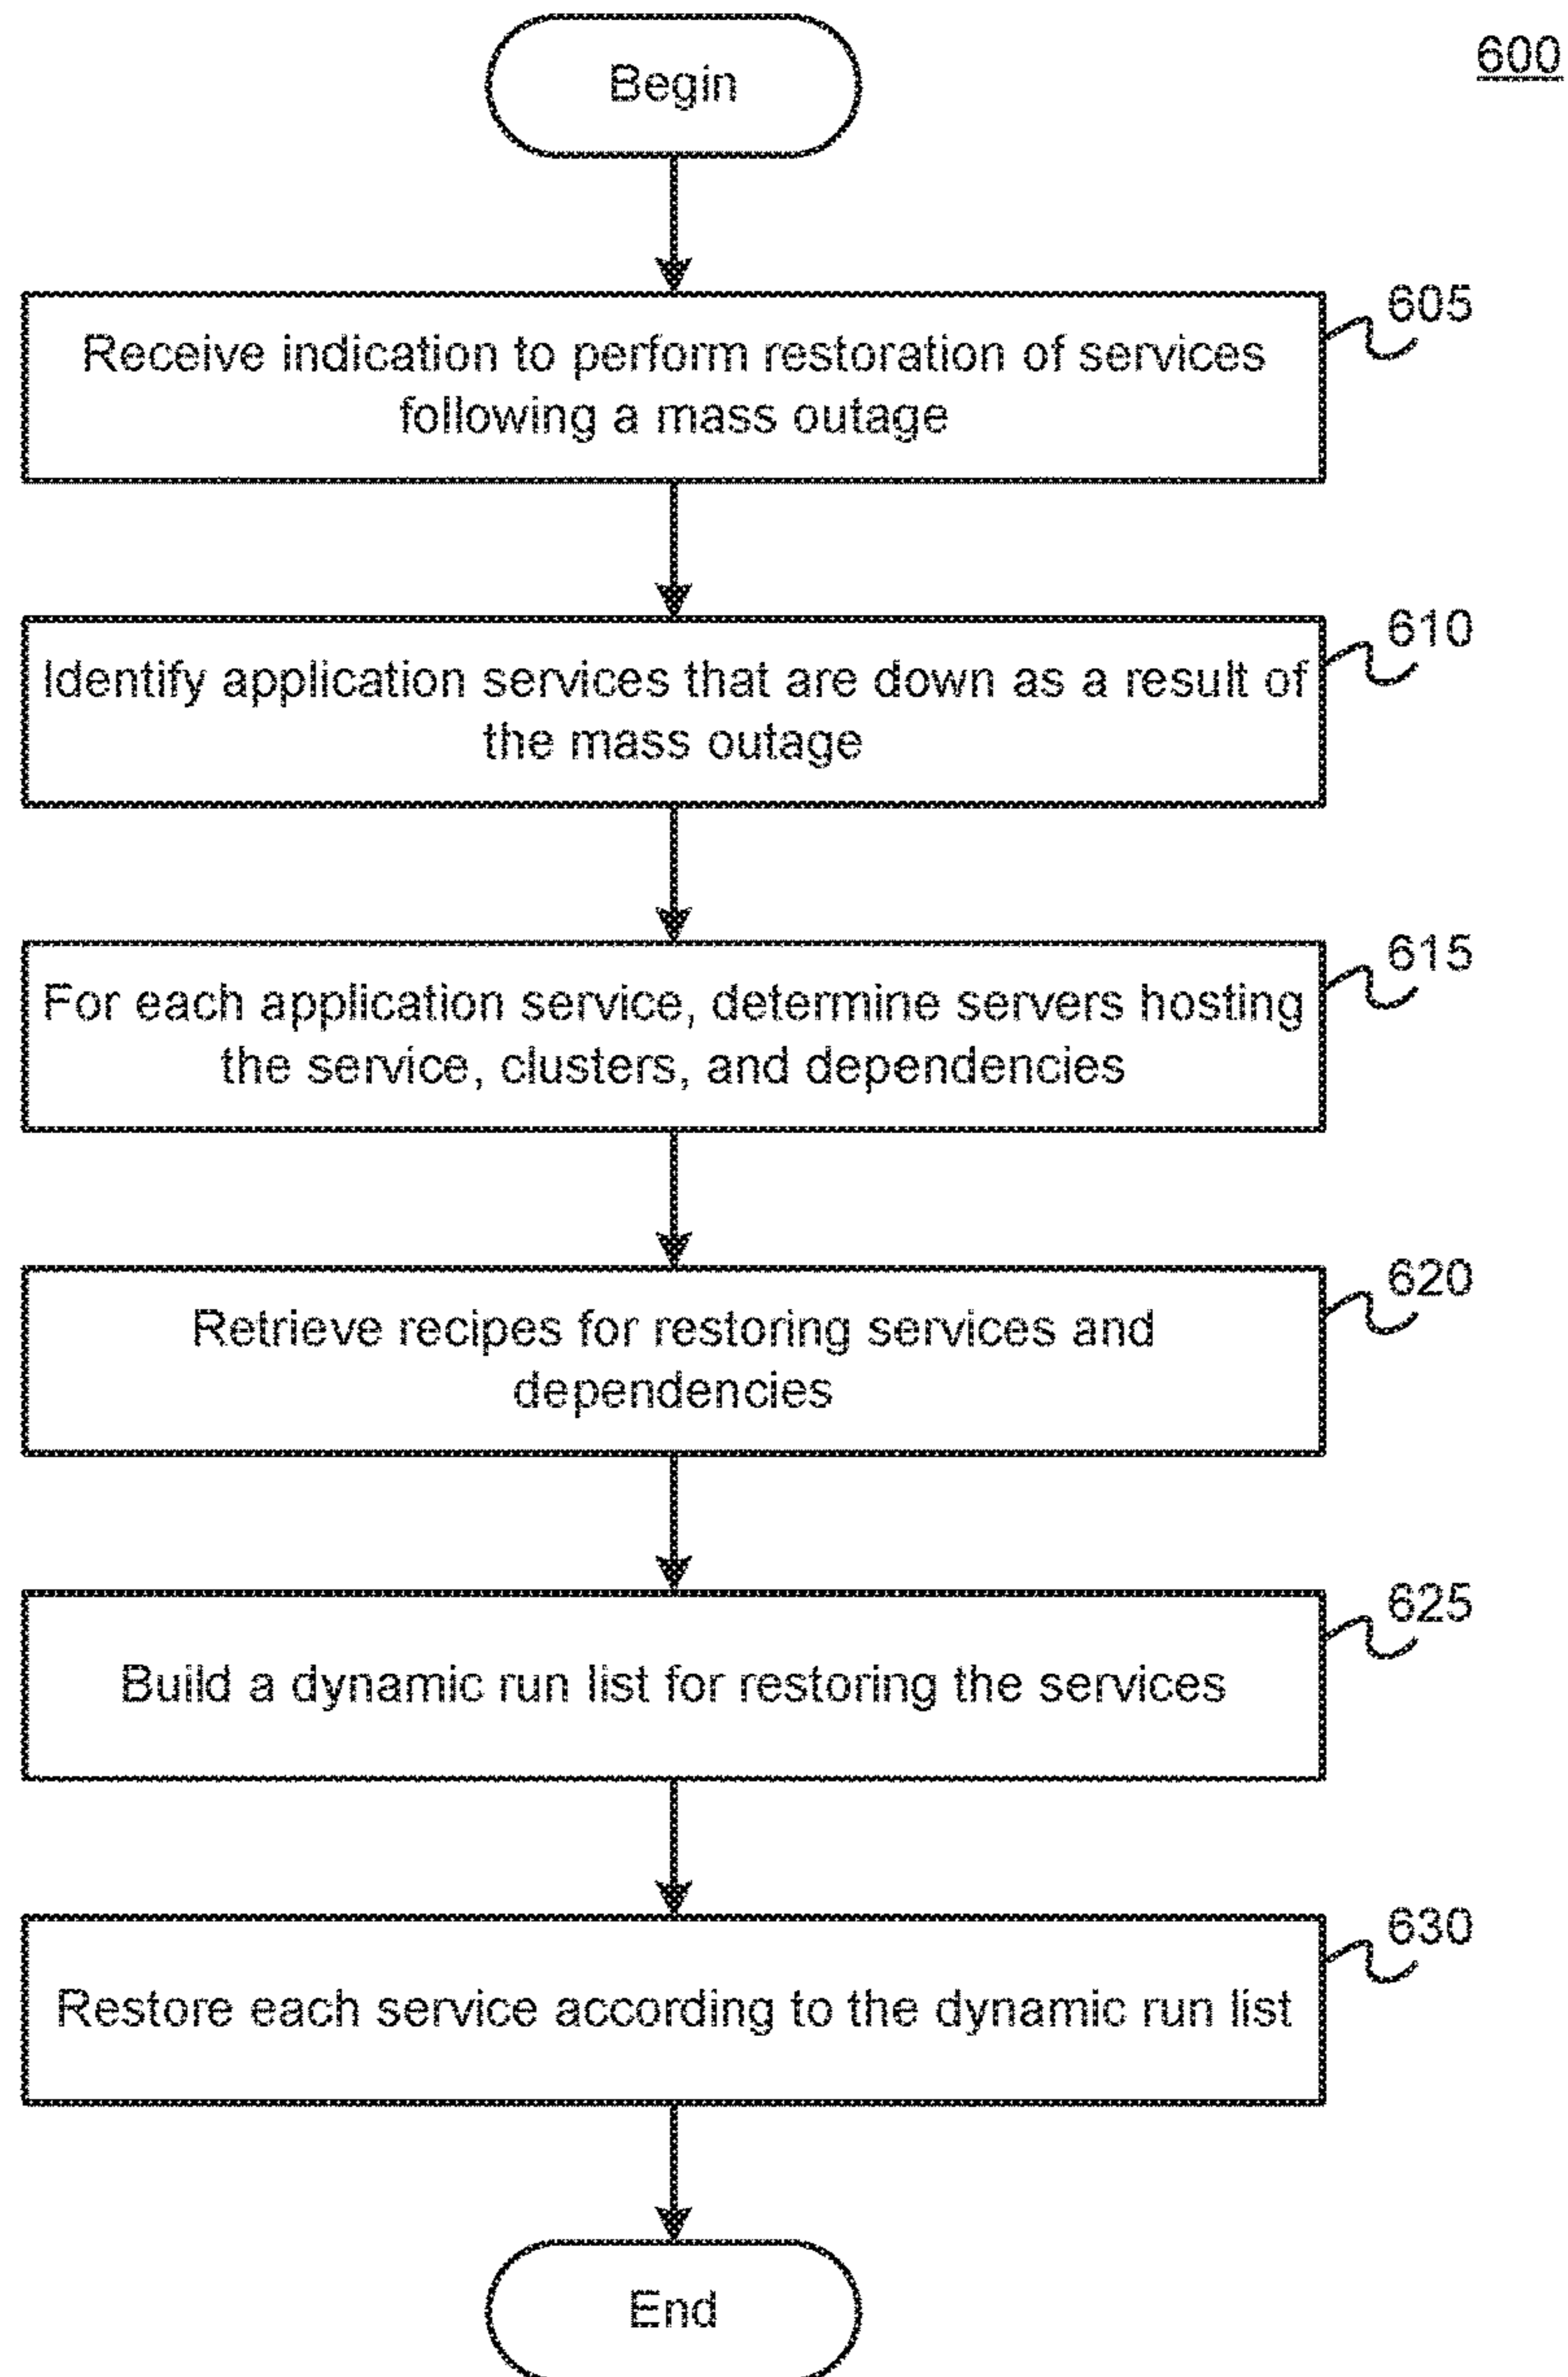 600
Begin
605
Receive indication to perform restoration of services
following a mass outage
610
Identify application services that are down as a result of
the mass outage
615
For each application service, determine servers hosting
the service, clusters, and dependencies
620
Retrieve recipes for restoring services and
dependencies
625
Build a dynamic run list for restoring the services
630
Restore each service according to the dynamic run list
End